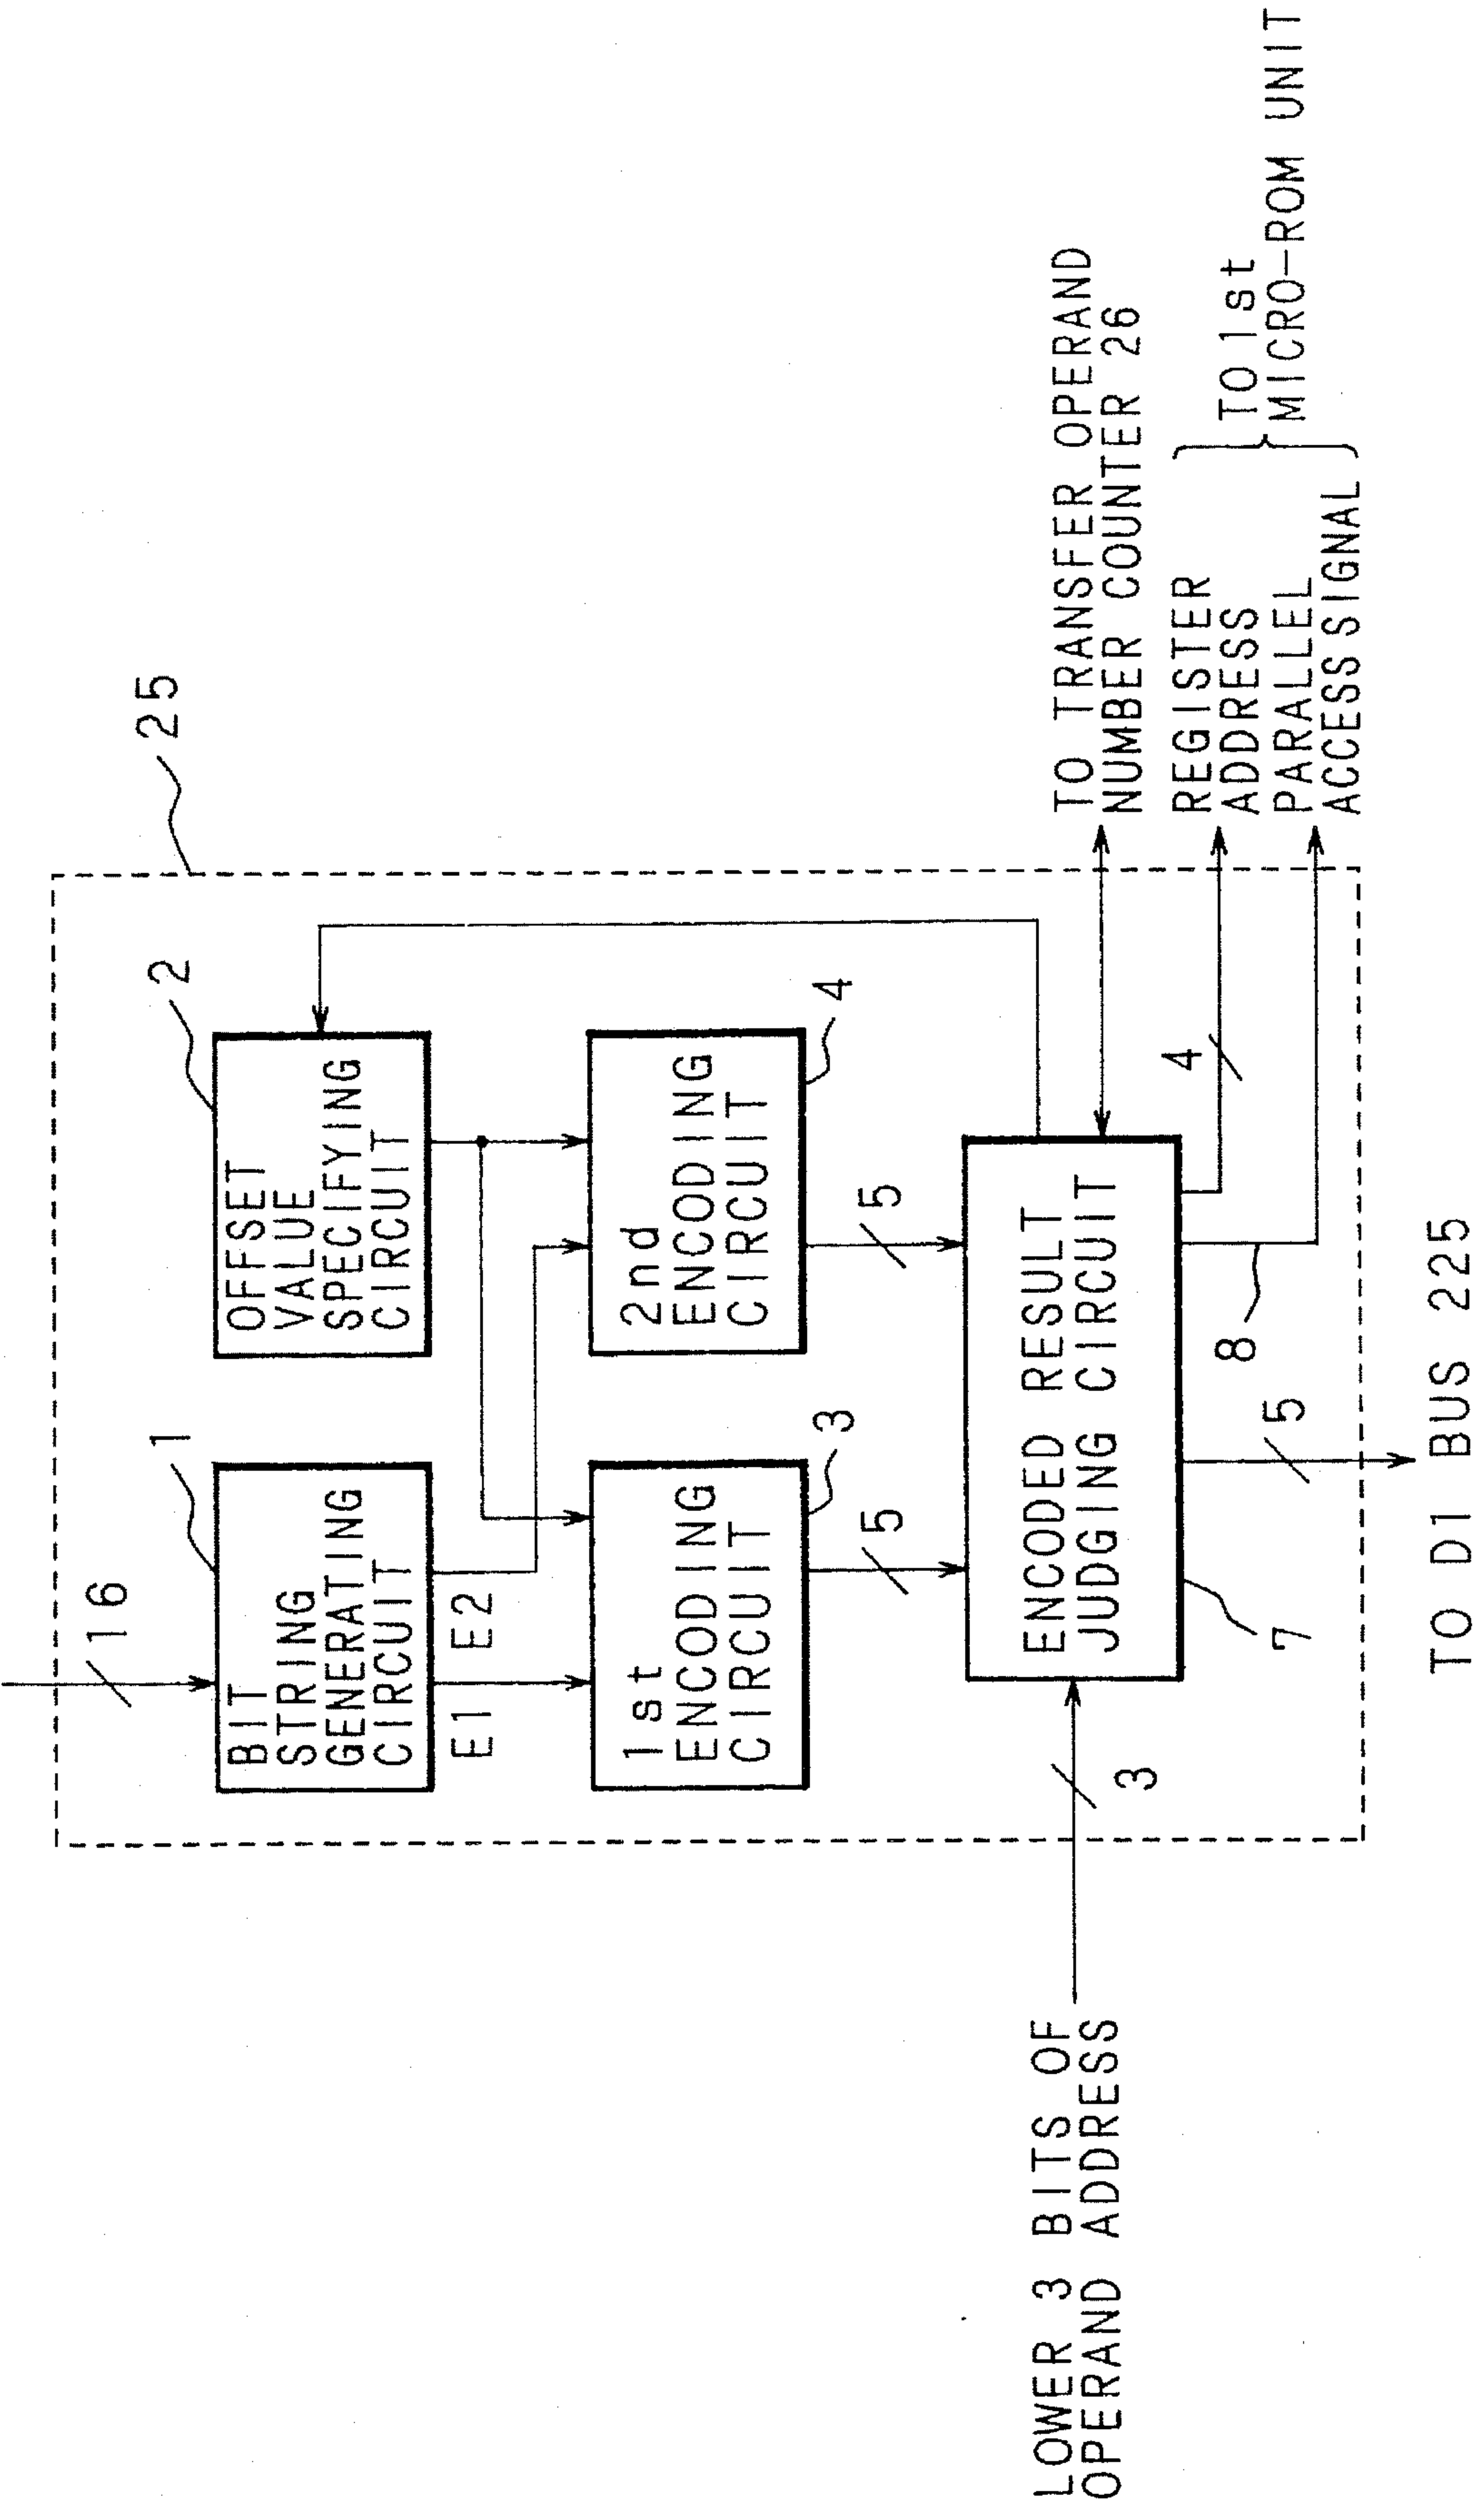 16
25
1
BIT
STRING
GENERATING
CIRCUIT
2
OFFSET
VALUE
SPECIFYING
CIRCUIT
E1
E2
3
1st
ENCODING
CIRCUIT
4
2nd
ENCODING
CIRCUIT
5
5
LOWER 3 BITS OF
OPERAND ADDRESS
3
ENCODED RESULT
JUDGING CIRCUIT
7
8
4
5
TO TRANSFER OPERAND
NUMBER COUNTER 26
REGISTER
ADDRESS
PARALLEL
ACCESS SIGNAL
TO 1st
MICRO-ROM UNIT
TO D1 BUS 225